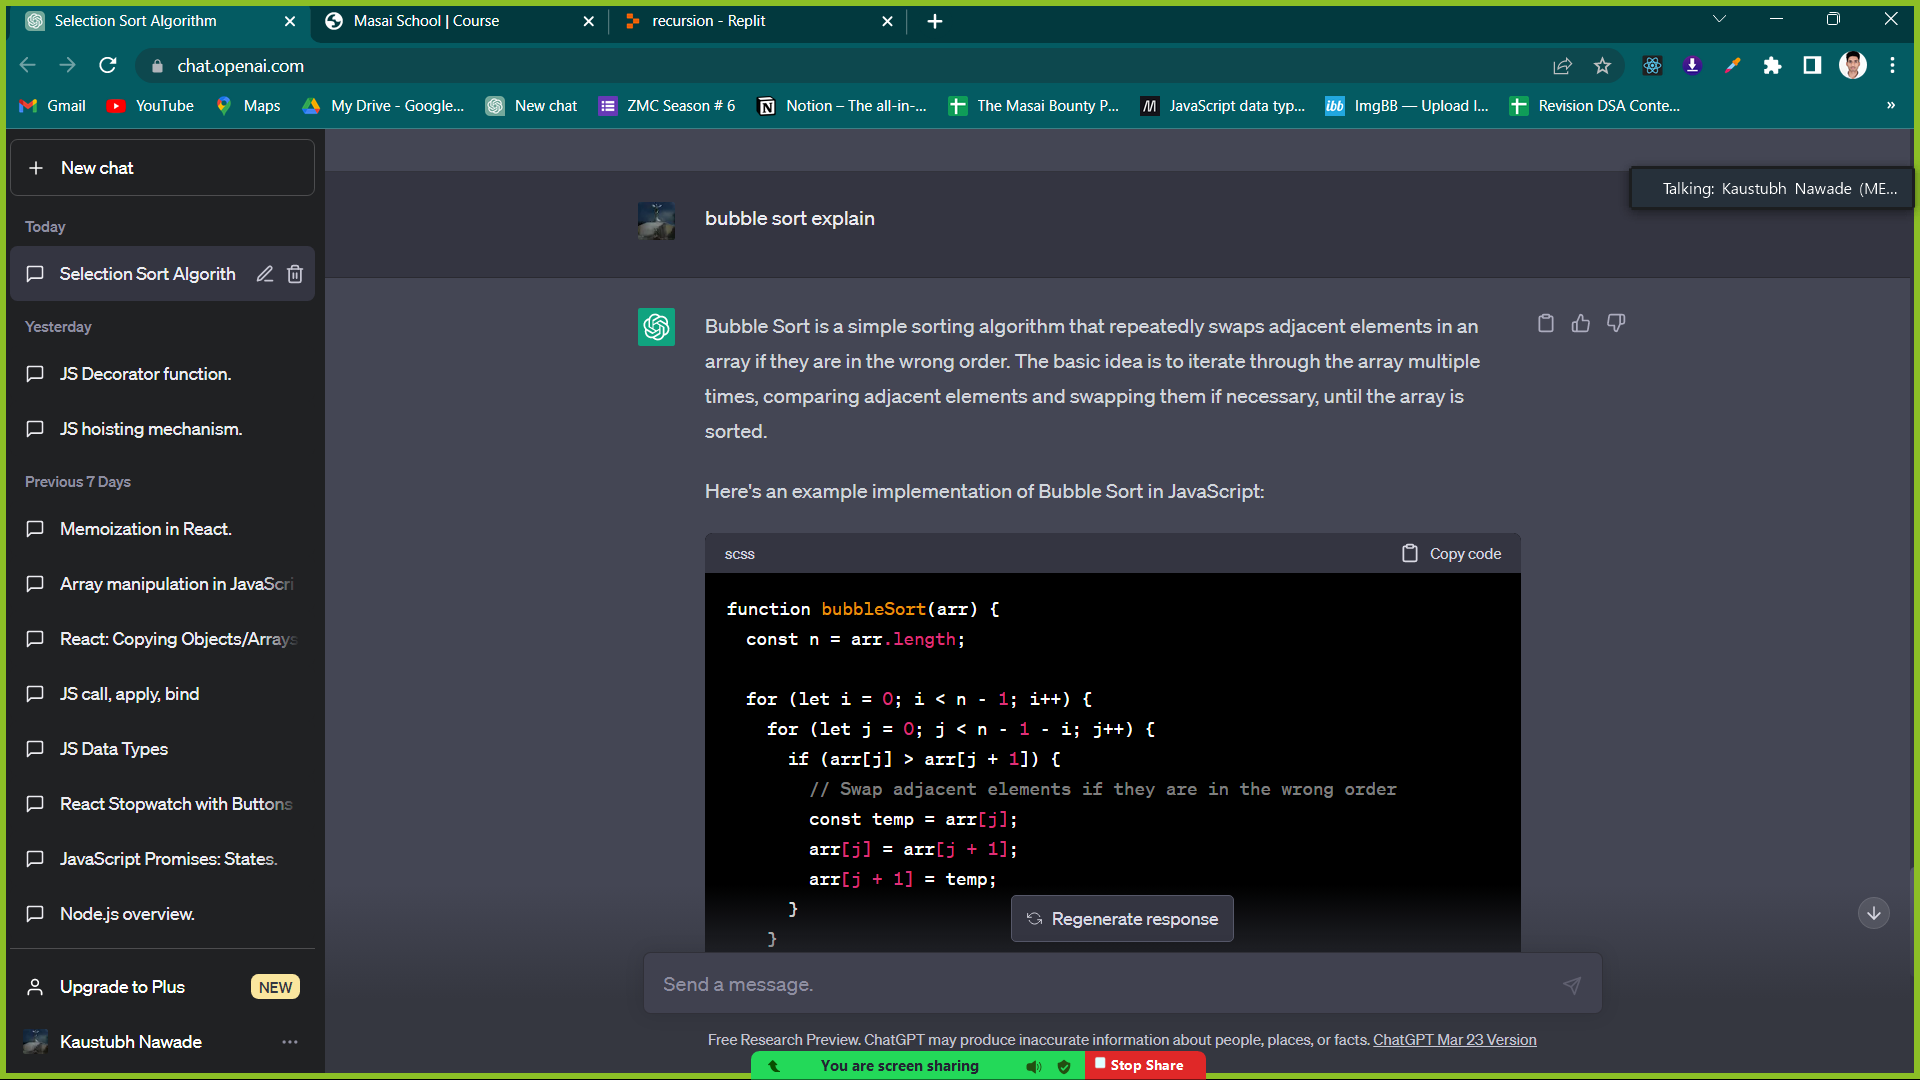 Selection Sort Algorithm
Masai School | Course
recursion - Replit
chat.openai.com
Gmail
YouTube
Maps
My Drive - Google...
New chat
ZMC Season # 6
Notion – The all-in-...
The Masai Bounty P...
JavaScript data typ...
ibb
ImgBB — Upload I...
Revision DSA Conte...
»
New chat
Talking: Kaustubh Nawade (ME...
Today
Selection Sort Algorith
Yesterday
JS Decorator function.
JS hoisting mechanism.
Previous 7 Days
Memoization in React.
Array manipulation in JavaScri
React: Copying Objects/Arrays
JS call, apply, bind
JS Data Types
React Stopwatch with Buttons
JavaScript Promises: States.
Node.js overview.
Upgrade to Plus
NEW
Kaustubh Nawade
bubble sort explain
Bubble Sort is a simple sorting algorithm that repeatedly swaps adjacent elements in an
array if they are in the wrong order. The basic idea is to iterate through the array multiple
times, comparing adjacent elements and swapping them if necessary, until the array is
sorted.
Here's an example implementation of Bubble Sort in JavaScript:
scss
Copy code
function bubbleSort(arr) {
const n = arr.length;
for (let i = 0; i < n - 1; i++) {
for (let j = 0; j < n - 1 - i; j++) {
if (arr[j] > arr[j + 1]) {
// Swap adjacent elements if they are in the wrong order
const temp = arr[j];
arr[j] = arr[j + 1];
arr[j + 1] = temp;
}
}
Regenerate response
Send a message.
Free Research Preview. ChatGPT may produce inaccurate information about people, places, or facts. ChatGPT Mar 23 Version
You are screen sharing
Stop Share